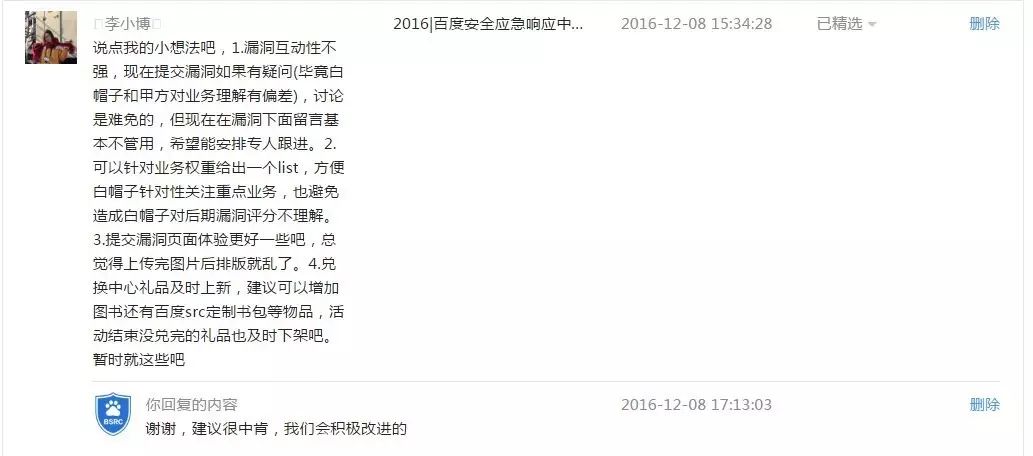 李小博 2016|百度安全应急响应中... 2016-12-08 15:34:28 已精选 删除
说点我的小想法吧，1.漏洞互动性不
强，现在提交漏洞如果有疑问(毕竟白
帽子和甲方对业务理解有偏差)，讨论
是难免的，但现在在漏洞下面留言基
本不管用，希望能安排专人跟进。2.
可以针对业务权重给出一个list，方便
白帽子针对性关注重点业务，也避免
造成白帽子对后期漏洞评分不理解。
3.提交漏洞页面体验更好一些吧，总
觉得上传完图片后排版就乱了。4.兑
换中心礼品及时上新，建议可以增加
图书还有百度src定制书包等物品，活
动结束没兑完的礼品也及时下架吧。
暂时就这些吧
你回复的内容 2016-12-08 17:13:03 删除
BSRC
谢谢，建议很中肯，我们会积极改进的